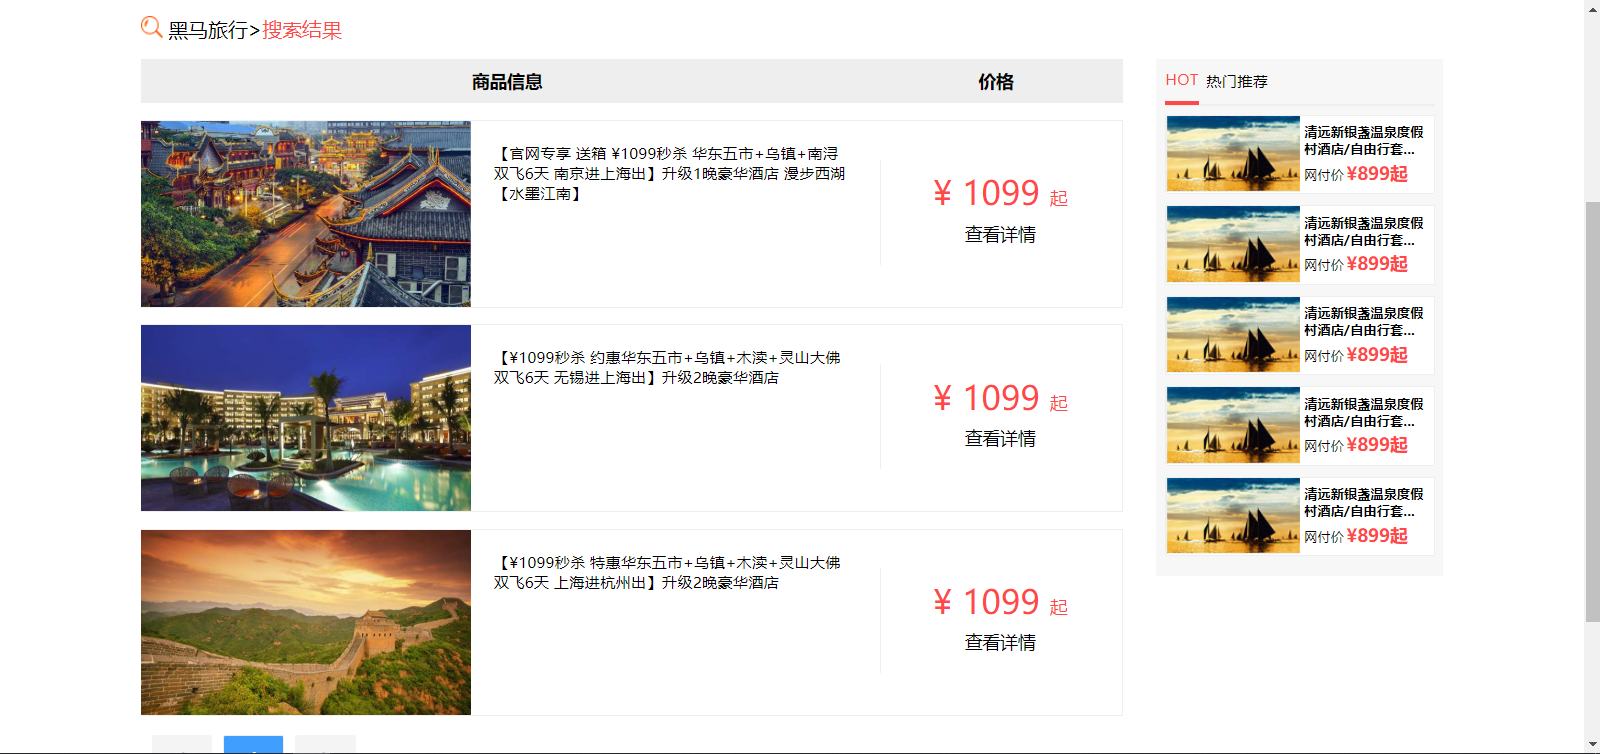 黑马旅行>搜索结果
商品信息 价格
【官网专享 送箱 ¥1099秒杀 华东五市+乌镇+南浔
双飞6天 南京进上海出】升级1晚豪华酒店 漫步西湖
【水墨江南】
¥ 1099 起
查看详情
【¥1099秒杀 约惠华东五市+乌镇+木渎+灵山大佛
双飞6天 无锡进上海出】升级2晚豪华酒店
¥ 1099 起
查看详情
【¥1099秒杀 特惠华东五市+乌镇+木渎+灵山大佛
双飞6天 上海进杭州出】升级2晚豪华酒店
¥ 1099 起
查看详情
HOT 热门推荐
清远新银盏温泉度假
村酒店/自由行套...
网付价¥899起
清远新银盏温泉度假
村酒店/自由行套...
网付价¥899起
清远新银盏温泉度假
村酒店/自由行套...
网付价¥899起
清远新银盏温泉度假
村酒店/自由行套...
网付价¥899起
清远新银盏温泉度假
村酒店/自由行套...
网付价¥899起